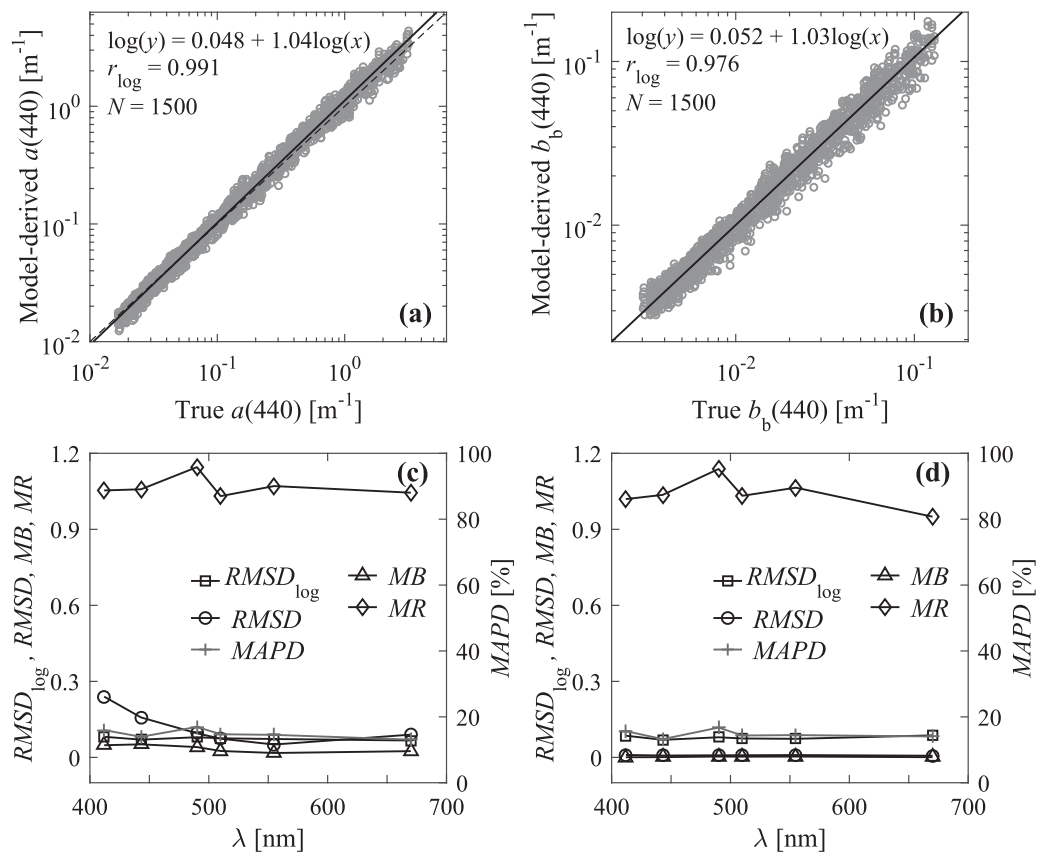 log(y) = 0.048 + 1.04log(x)
r_log = 0.991
N = 1500
Model-derived a(440) [m⁻¹]
10⁰
10⁻¹
10⁻²
10⁻² 10⁻¹ 10⁰
True a(440) [m⁻¹]
(a)
log(y) = 0.052 + 1.03log(x)
r_log = 0.976
N = 1500
Model-derived b_b(440) [m⁻¹]
10⁻¹
10⁻²
10⁻² 10⁻¹
True b_b(440) [m⁻¹]
(b)
RMSD_log , RMSD, MB, MR
1.2
0.9
0.6
0.3
0
(c)
RMSD_log
RMSD
MAPD
MB
MR
100
80
60
40
20
0
MAPD [%]
400 500 600 700
λ [nm]
RMSD_log , RMSD, MB, MR
1.2
0.9
0.6
0.3
0
(d)
RMSD_log
RMSD
MAPD
MB
MR
100
80
60
40
20
0
MAPD [%]
400 500 600 700
λ [nm]